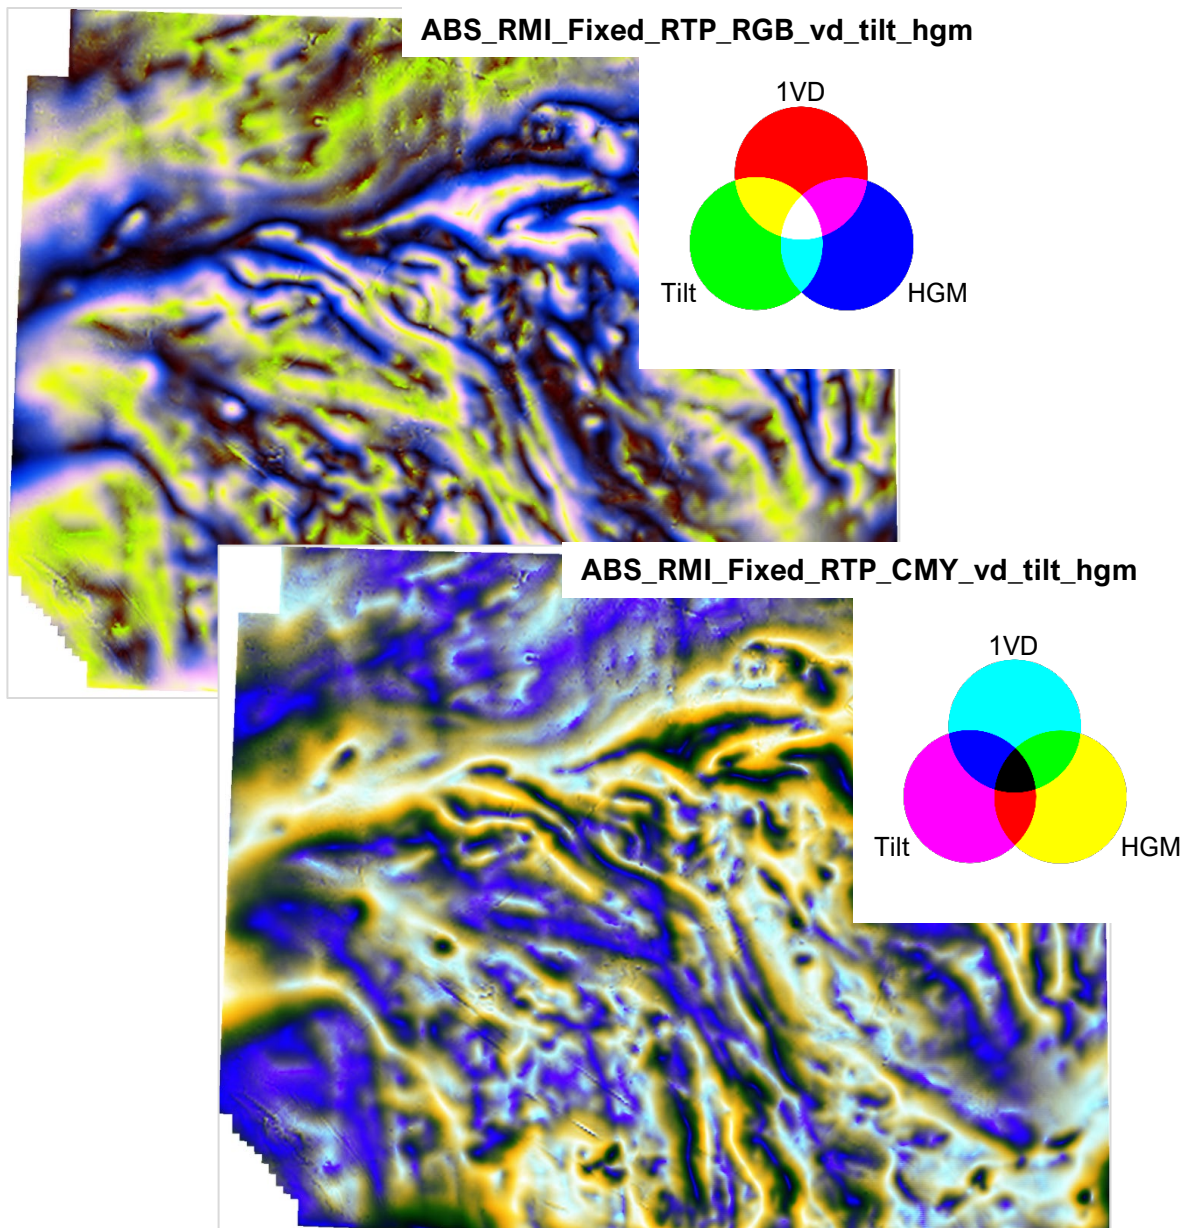 ABS_RMI_Fixed_RTP_RGB_vd_tilt_hgm
1VD
Tilt
HGM
ABS_RMI_Fixed_RTP_CMY_vd_tilt_hgm
1VD
Tilt
HGM